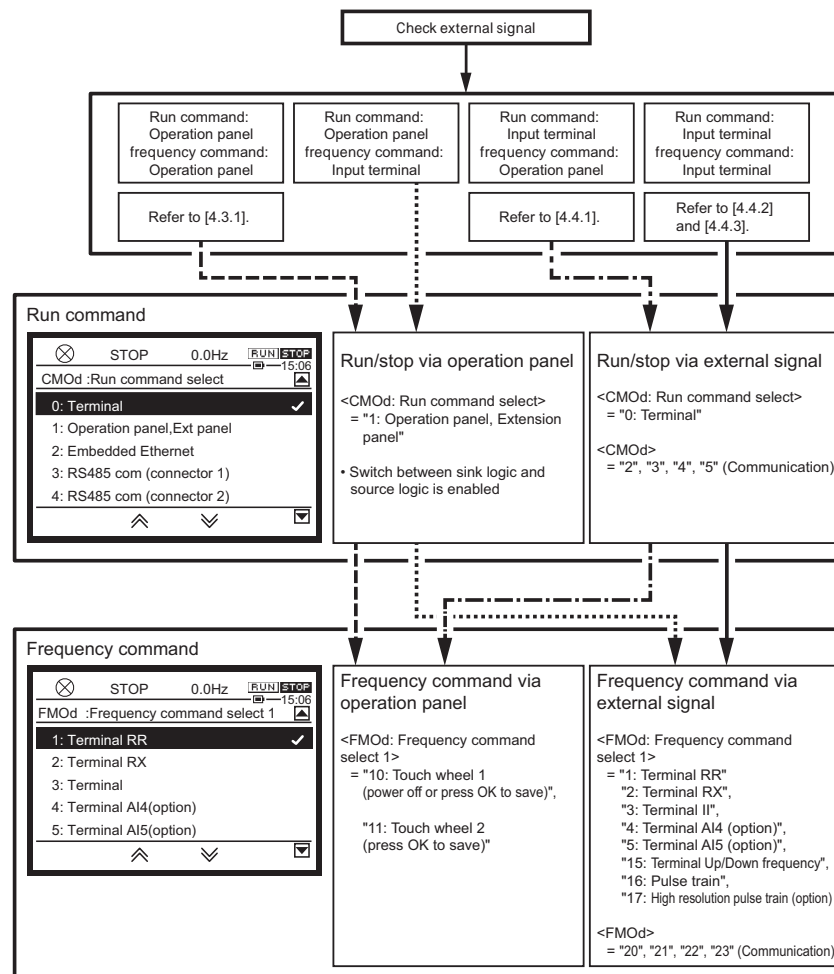 Check external signal
Run command:
Operation panel
frequency command:
Operation panel
Run command:
Operation panel
frequency command:
Input terminal
Run command:
Input terminal
frequency command:
Operation panel
Run command:
Input terminal
frequency command:
Input terminal
Refer to [4.3.1].
Refer to [4.4.1].
Refer to [4.4.2]
and [4.4.3].
Run command
STOP 0.0Hz RUN STOP
15:06
CMOd :Run command select
0: Terminal
1: Operation panel,Ext panel
2: Embedded Ethernet
3: RS485 com (connector 1)
4: RS485 com (connector 2)
Run/stop via operation panel
<CMOd: Run command select>
= "1: Operation panel, Extension
panel"
• Switch between sink logic and
source logic is enabled
Run/stop via external signal
<CMOd: Run command select>
= "0: Terminal"
<CMOd>
= "2", "3", "4", "5" (Communication)
Frequency command
STOP 0.0Hz RUN STOP
15:06
FMOd :Frequency command select 1
1: Terminal RR
2: Terminal RX
3: Terminal
4: Terminal AI4(option)
5: Terminal AI5(option)
Frequency command via
operation panel
<FMOd: Frequency command
select 1>
= "10: Touch wheel 1
(power off or press OK to save)",
"11: Touch wheel 2
(press OK to save)"
Frequency command via
external signal
<FMOd: Frequency command
select 1>
= "1: Terminal RR"
"2: Terminal RX",
"3: Terminal II",
"4: Terminal AI4 (option)",
"5: Terminal AI5 (option)",
"15: Terminal Up/Down frequency",
"16: Pulse train",
"17: High resolution pulse train (option)
<FMOd>
= "20", "21", "22", "23" (Communication)